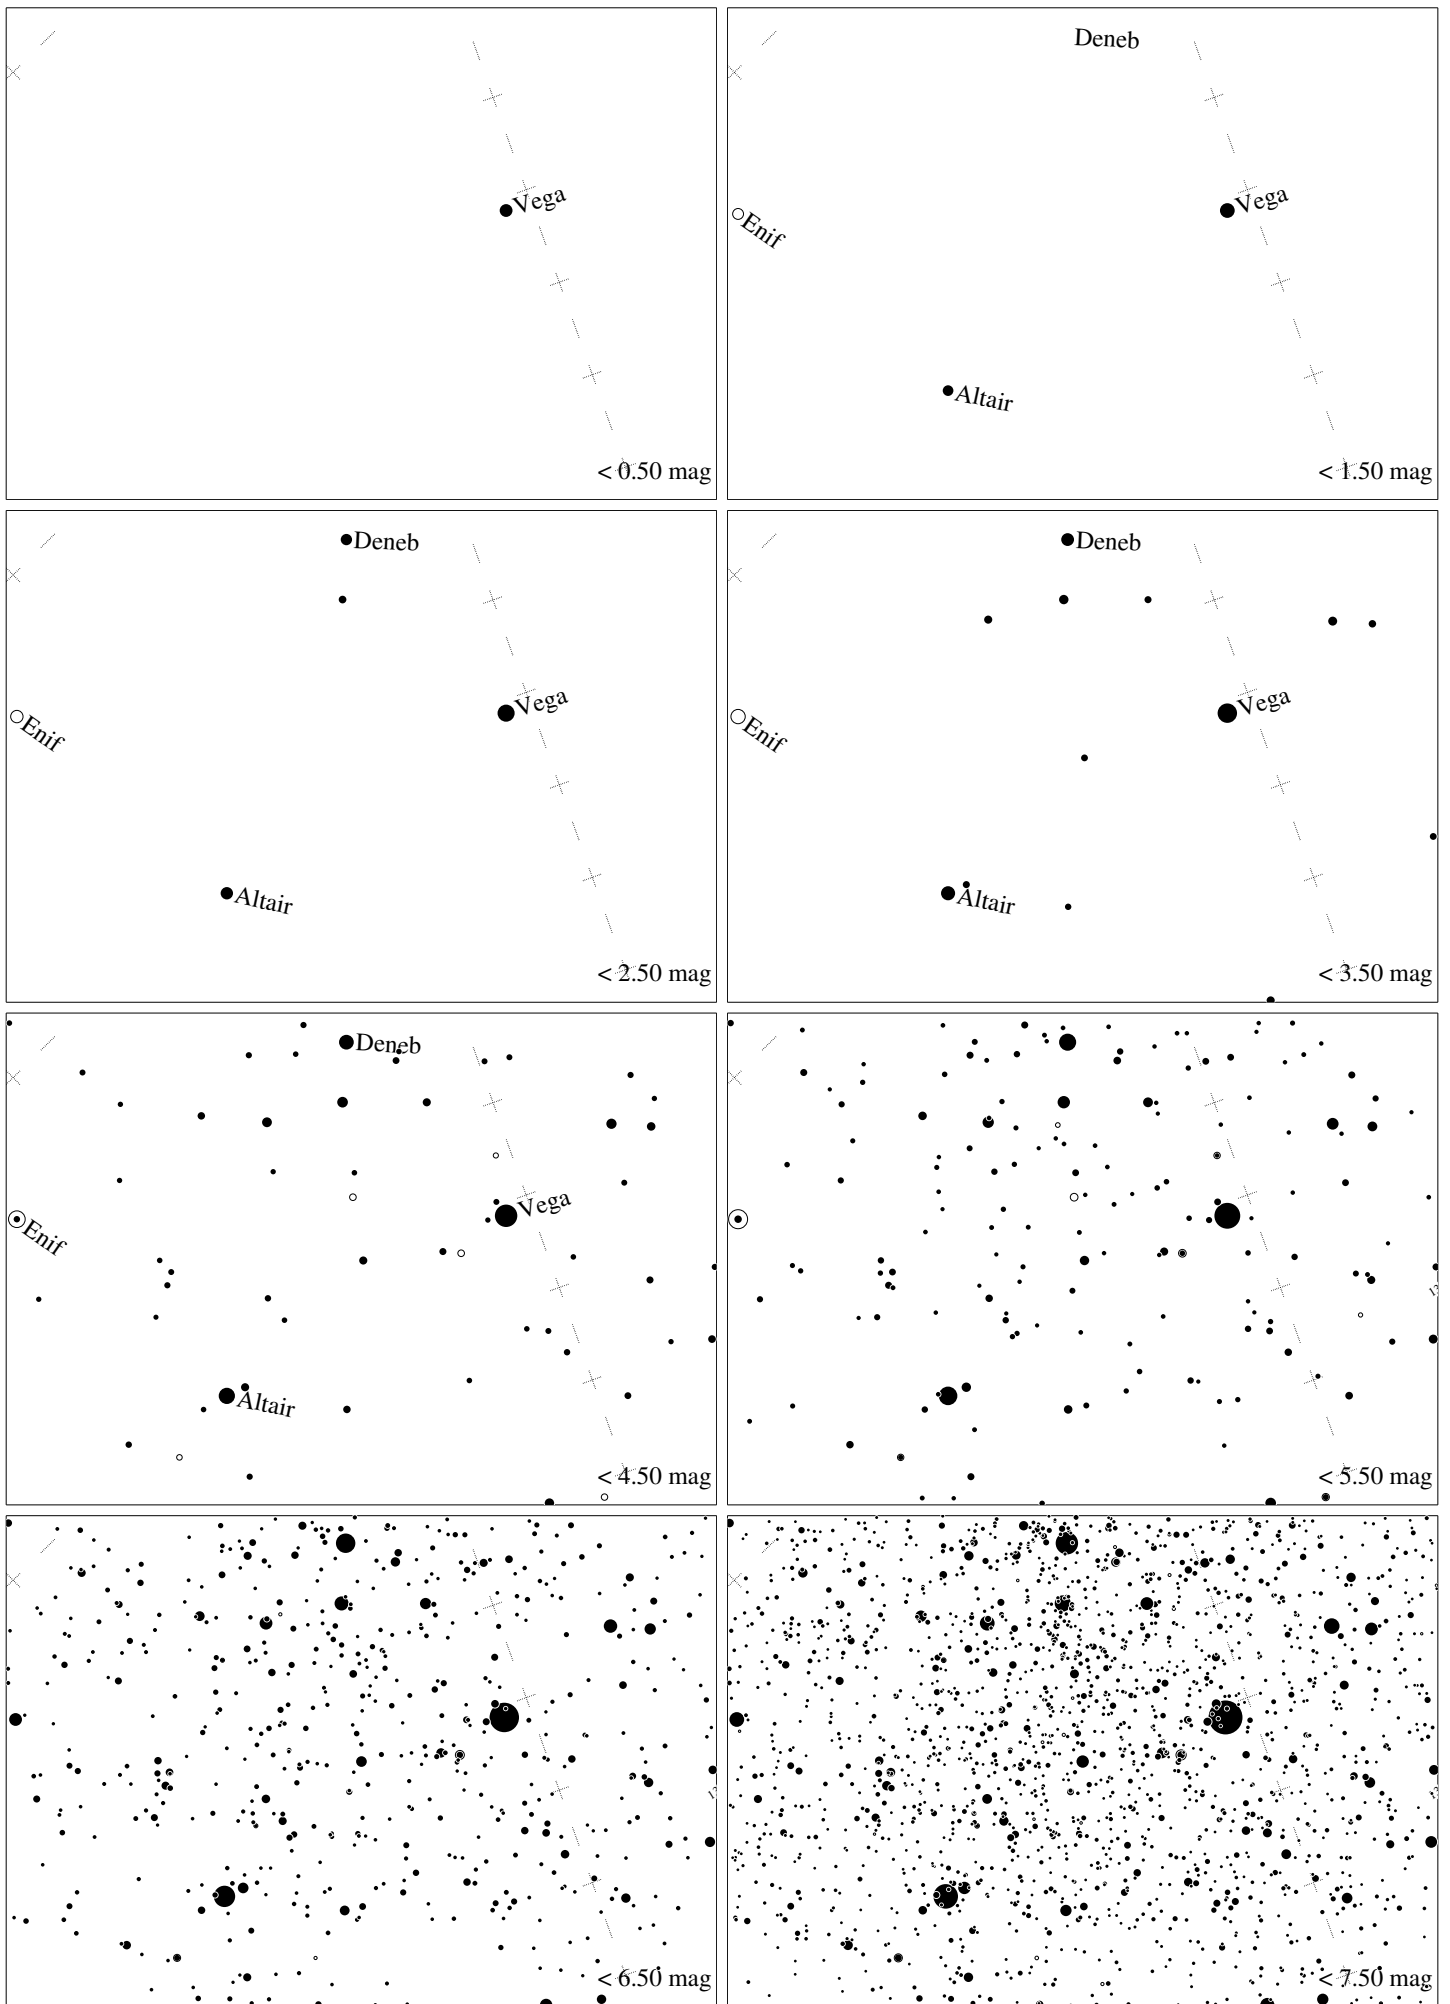 Vega
< 0.50 mag
Deneb
Vega
Enif
Altair
< 1.50 mag
Deneb
Vega
Enif
Altair
< 2.50 mag
Deneb
Vega
Enif
Altair
< 3.50 mag
Deneb
Vega
Enif
Altair
< 4.50 mag
< 5.50 mag
< 6.50 mag
< 7.50 mag